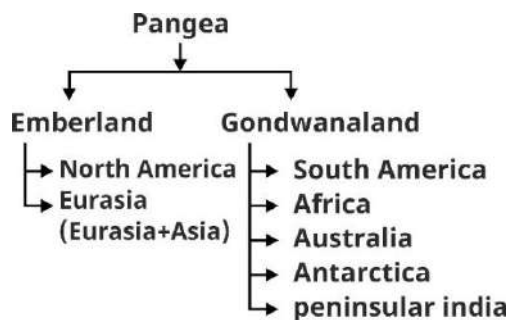 Pangea
Emberland
North America
Eurasia
(Eurasia+Asia)
Gondwanaland
South America
Africa
Australia
Antarctica
peninsular india